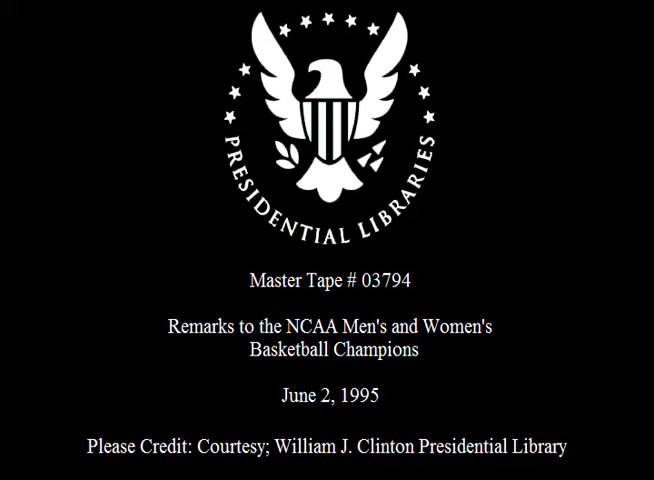 PRESIDENTIAL LIBRARIES
Master Tape # 03794
Remarks to the NCAA Men's and Women's
Basketball Champions
June 2, 1995
Please Credit: Courtesy; William J. Clinton Presidential Library